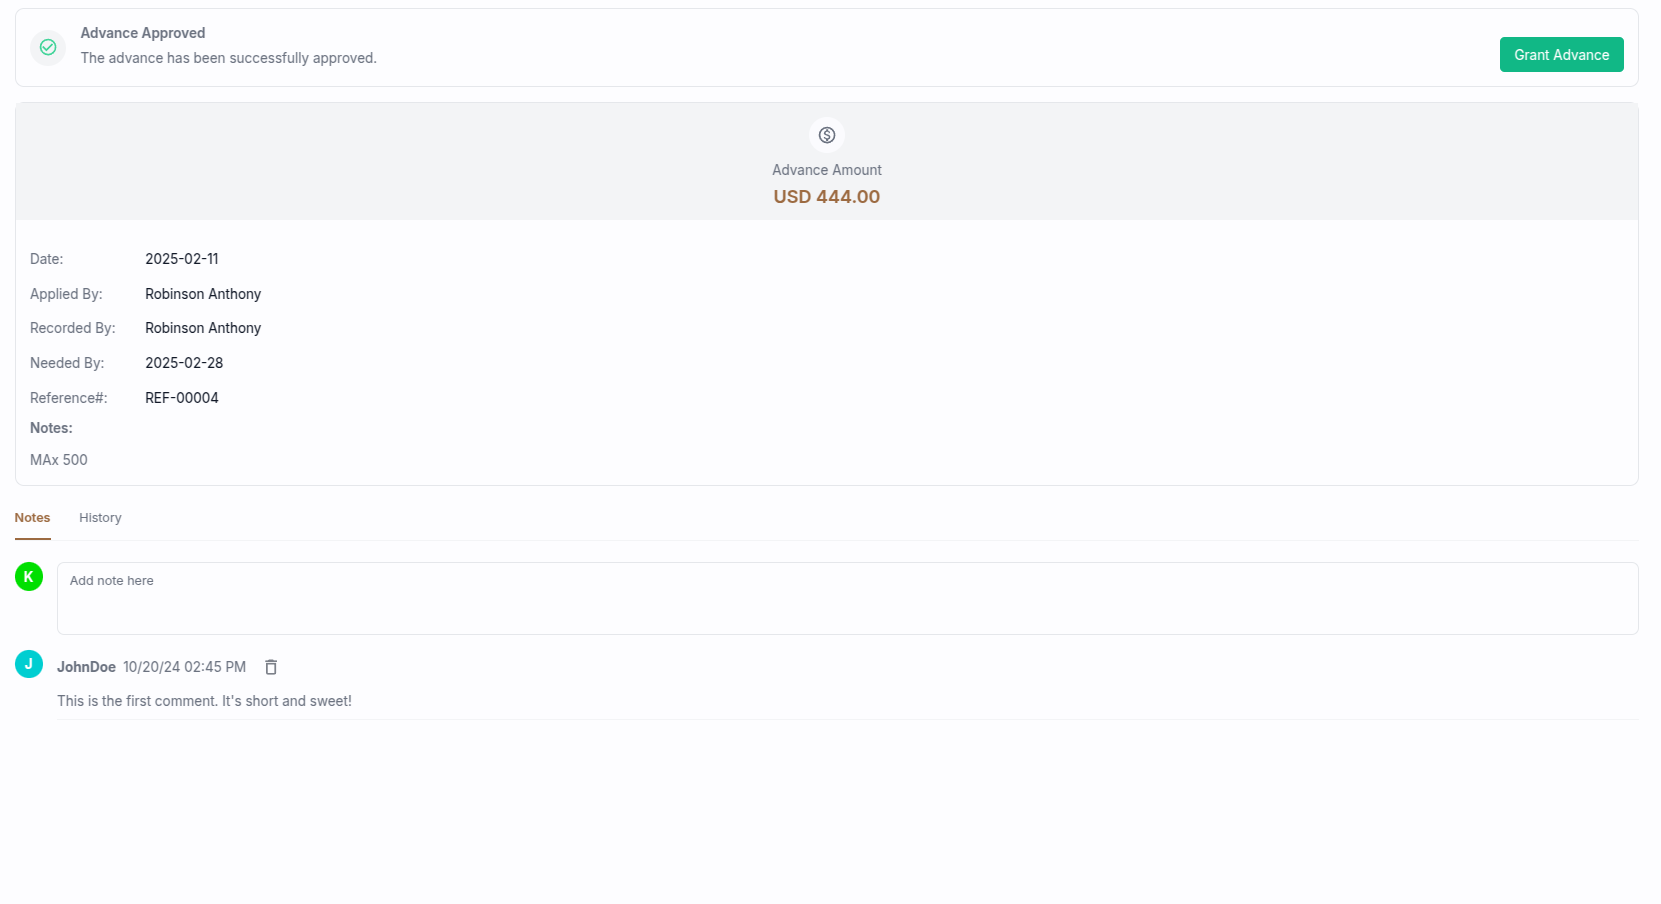 Advance Approved
The advance has been successfully approved.
Grant Advance
Advance Amount
USD 444.00
Date: 2025-02-11
Applied By: Robinson Anthony
Recorded By: Robinson Anthony
Needed By: 2025-02-28
Reference#: REF-00004
Notes:
MAx 500
Notes History
K Add note here
J JohnDoe 10/20/24 02:45 PM
This is the first comment. It's short and sweet!